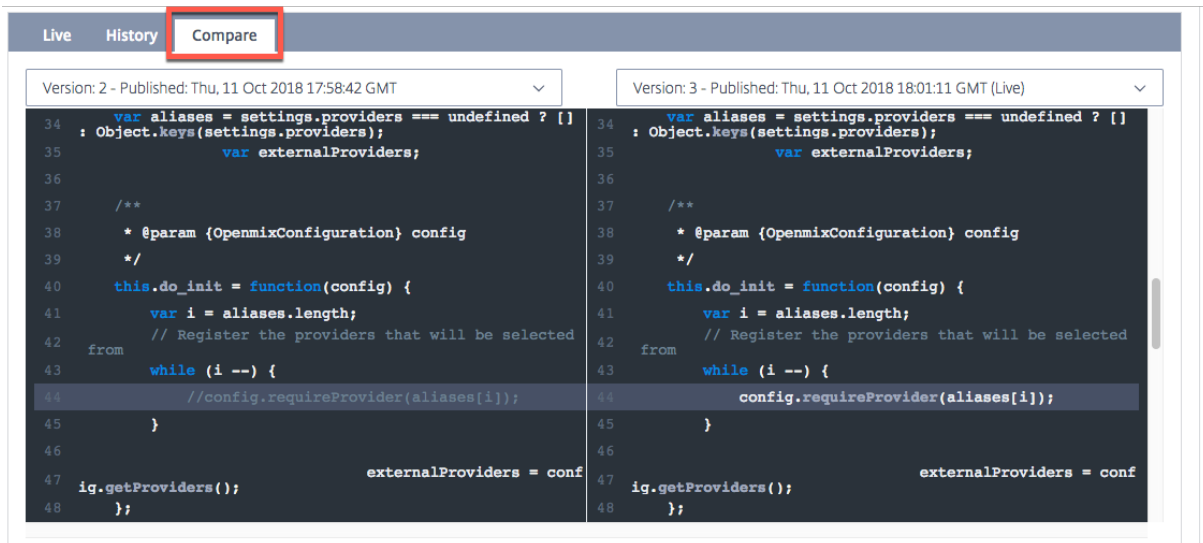 Live History Compare
Version: 2 - Published: Thu, 11 Oct 2018 17:58:42 GMT
34 var aliases = settings.providers === undefined ? []
: Object.keys(settings.providers);
35 var externalProviders;
36
37 /**
38 * @param {OpenmixConfiguration} config
39 */
40 this.do_init = function(config) {
41 var i = aliases.length;
42 // Register the providers that will be selected
from
43 while (i --) {
44 //config.requireProvider(aliases[i]);
45 }
46
47 externalProviders = conf
ig.getProviders();
48 };
Version: 3 - Published: Thu, 11 Oct 2018 18:01:11 GMT (Live)
34 var aliases = settings.providers === undefined ? []
: Object.keys(settings.providers);
35 var externalProviders;
36
37 /**
38 * @param {OpenmixConfiguration} config
39 */
40 this.do_init = function(config) {
41 var i = aliases.length;
42 // Register the providers that will be selected
from
43 while (i --) {
44 config.requireProvider(aliases[i]);
45 }
46
47 externalProviders = conf
ig.getProviders();
48 };